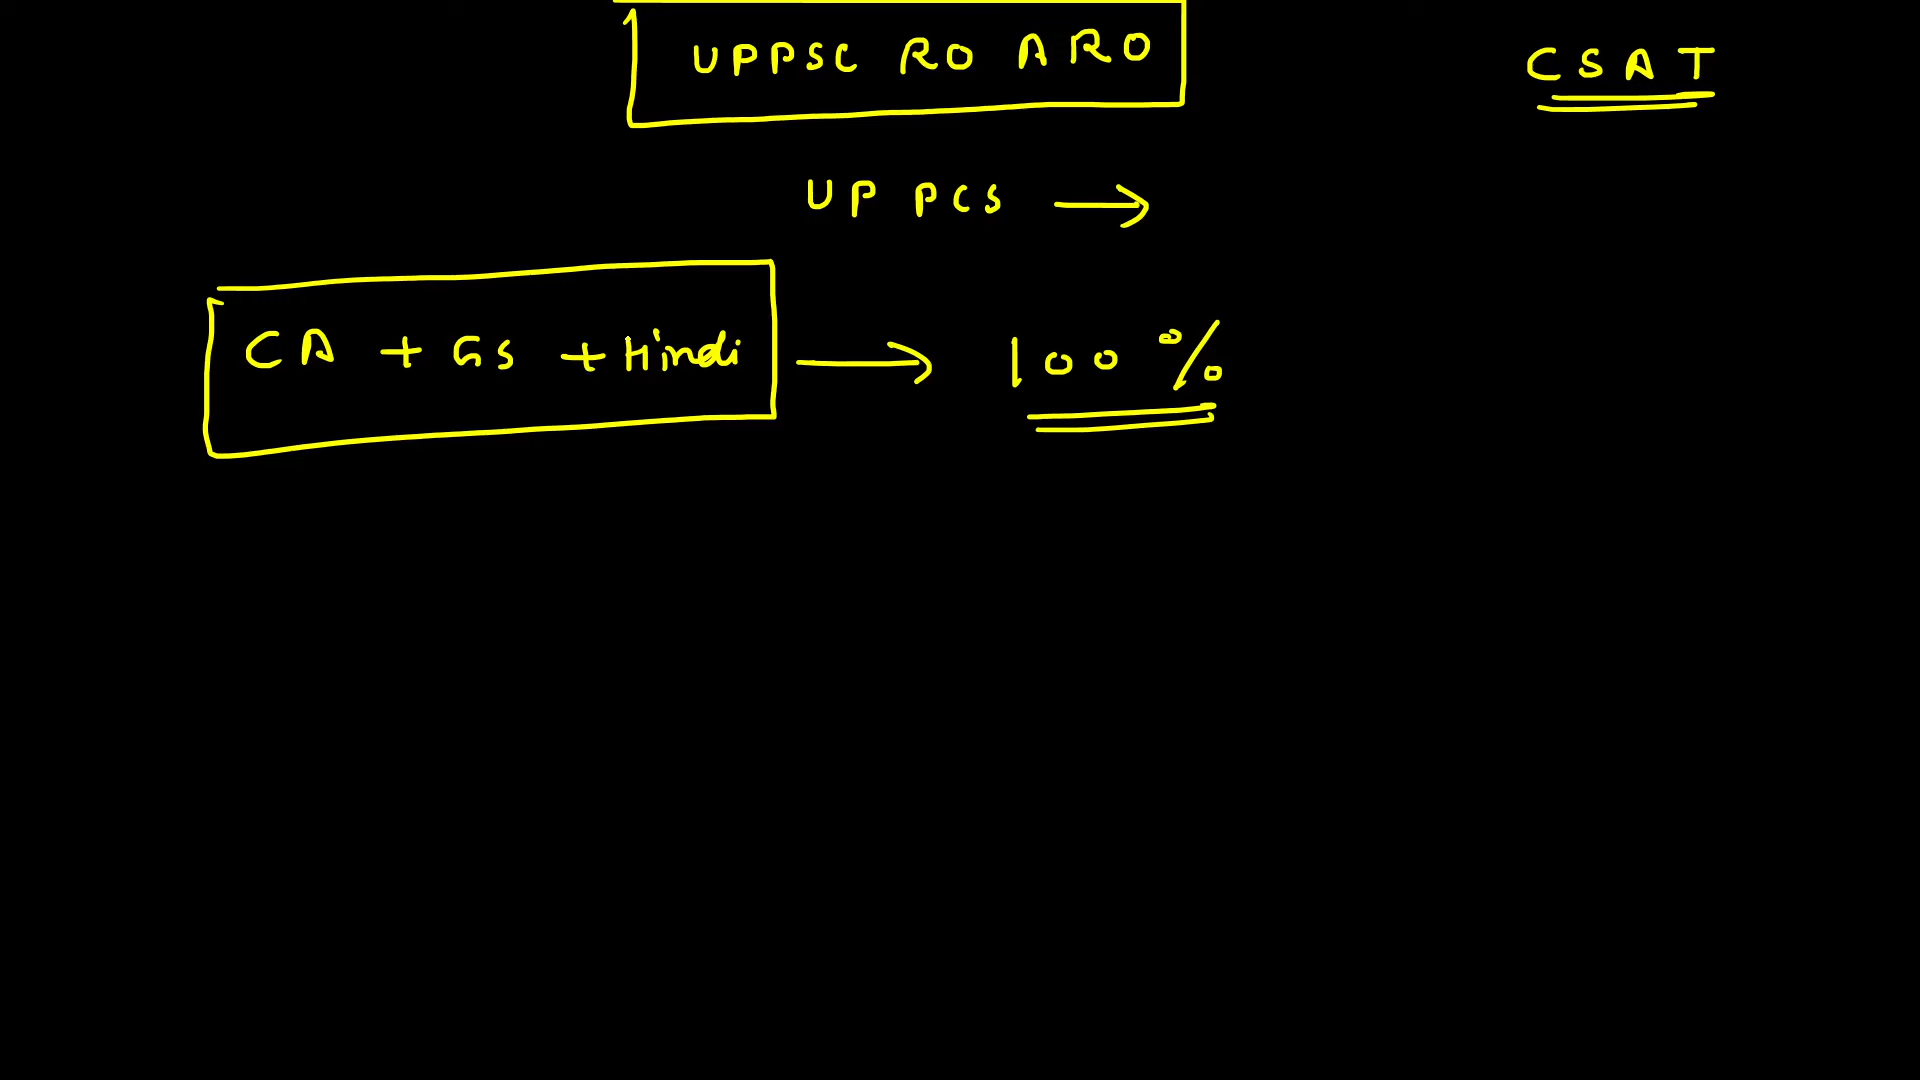 UPPSC RO ARO
CSAT
UP PCS →
CA + GS + Hindi → 100 %